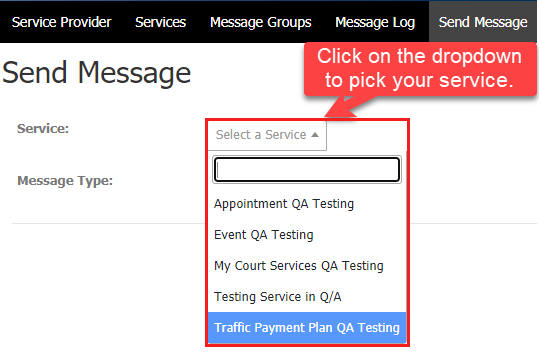 Service Provider Services Message Groups Message Log Send Message
Send Message
Click on the dropdown
to pick your service.
Service:
Select a Service
Message Type:
Appointment QA Testing
Event QA Testing
My Court Services QA Testing
Testing Service in Q/A
Traffic Payment Plan QA Testing